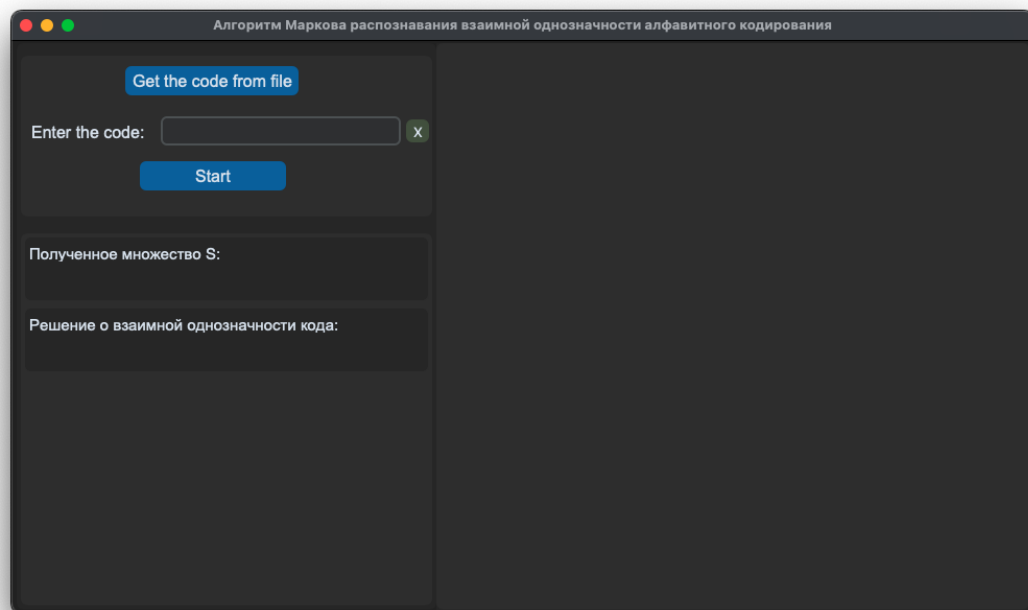 Алгоритм Маркова распознавания взаимной однозначности алфавитного кодирования
Get the code from file
Enter the code:
x
Start
Полученное множество S:
Решение о взаимной однозначности кода: